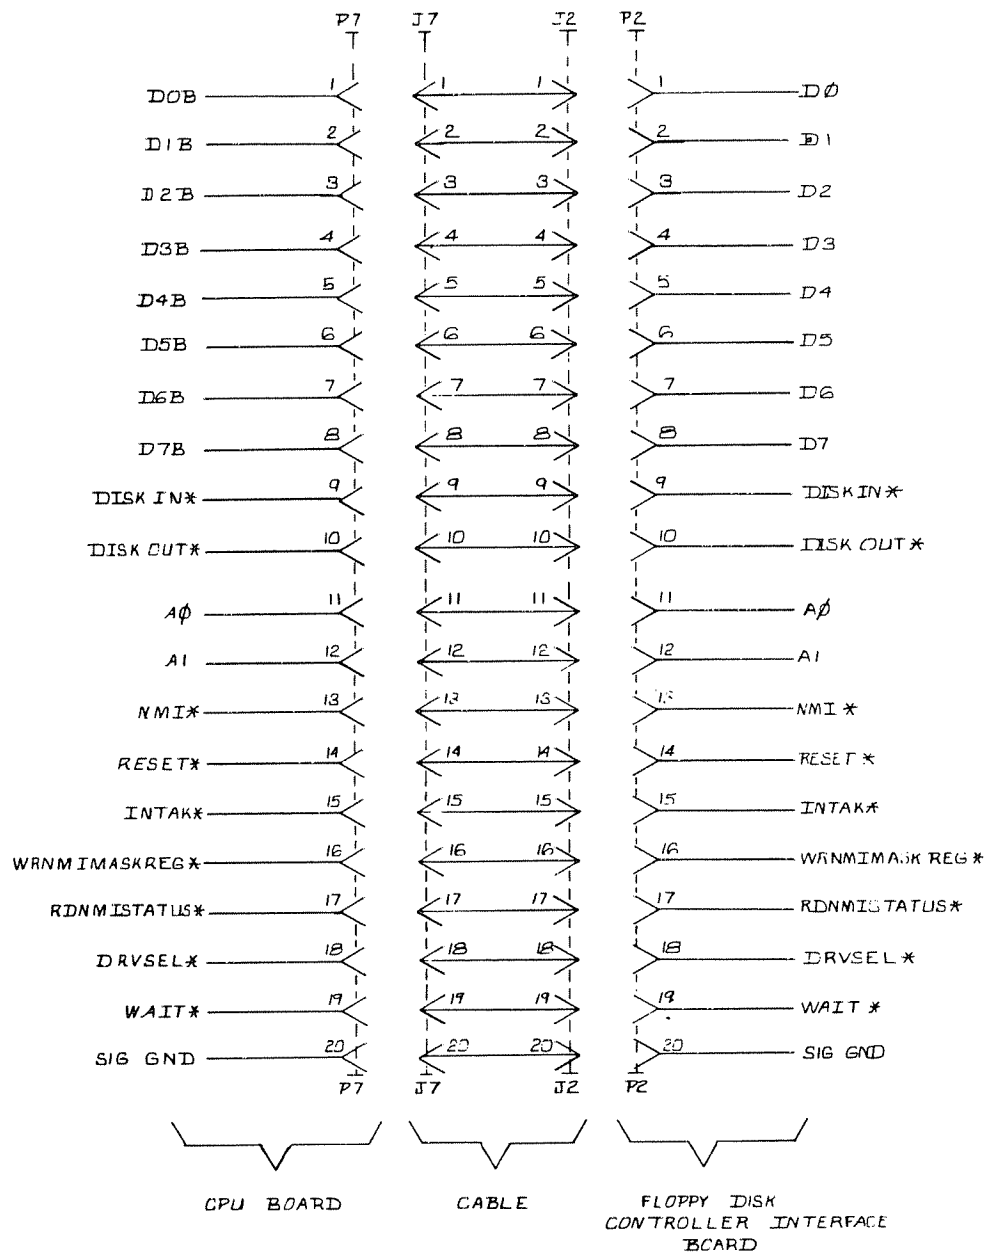 P7 J7 J2 P2
D0B 1 1 1 1 DØ
D1B 2 2 2 2 D1
D2B 3 3 3 3 D2
D3B 4 4 4 4 D3
D4B 5 5 5 5 D4
D5B 6 6 6 6 D5
D6B 7 7 7 7 D6
D7B 8 8 8 8 D7
DISK IN* 9 9 9 9 DISK IN*
DISK OUT* 10 10 10 10 DISK OUT*
AØ 11 11 11 11 AØ
A1 12 12 12 12 A1
NMI* 13 13 13 13 NMI*
RESET* 14 14 14 14 RESET*
INTAK* 15 15 15 15 INTAK*
WRNMIMASKREG* 16 16 16 16 WRNMIMASKREG*
RDNMISTATUS* 17 17 17 17 RDNMISTATUS*
DRVSEL* 18 18 18 18 DRVSEL*
WAIT* 19 19 19 19 WAIT*
SIG GND 20 20 20 20 SIG GND
P7 J7 J2 P2
CPU BOARD
CABLE
FLOPPY DISK
CONTROLLER INTERFACE
BOARD